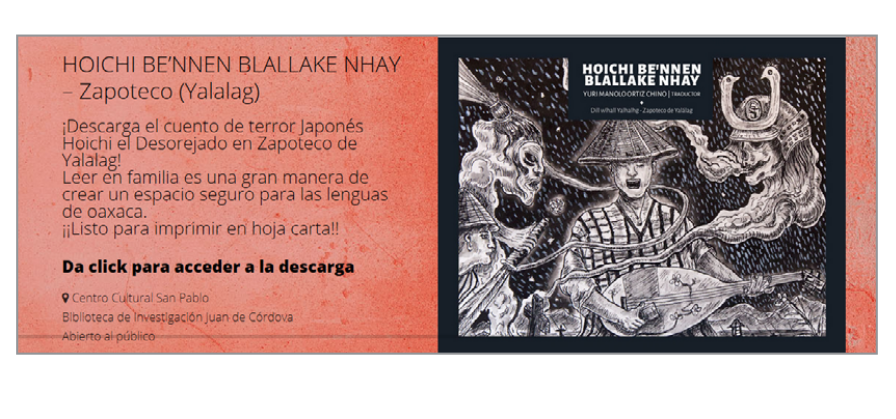 HOICHI BE'NNEN BLALLAKE NHAY
– Zapoteco (Yalalag)
¡Descarga el cuento de terror Japonés
Hoichi el Desorejado en Zapoteco de
Yalalag!
Leer en familia es una gran manera de
crear un espacio seguro para las lenguas
de oaxaca.
¡¡Listo para imprimir en hoja carta!!
Da click para acceder a la descarga
Centro Cultural San Pablo
Biblioteca de Investigación Juan de Córdova
Abierto al público
HOICHI BE'NNEN
BLALLAKE NHAY
YURI MANOLO ORTIZ CHINO | TRADUCTOR
Zapoteco de Yalálag